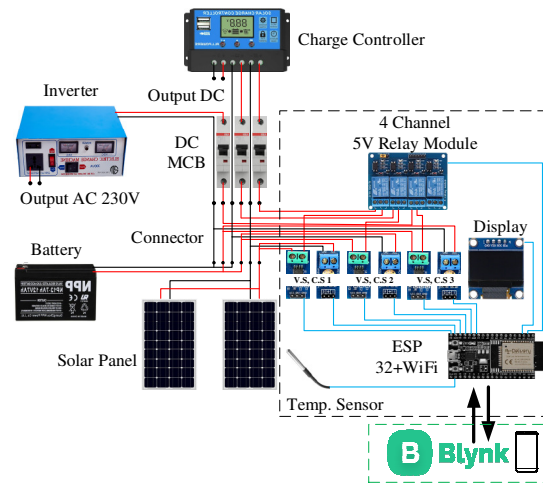 Charge Controller
Output DC
Inverter
DC
MCB
Output AC 230V
4 Channel
5V Relay Module
Display
Connector
Battery
NPP
V.S, C.S 1
V.S, C.S 2
V.S, C.S 3
Solar Panel
ESP
32+WiFi
Temp. Sensor
B Blynk